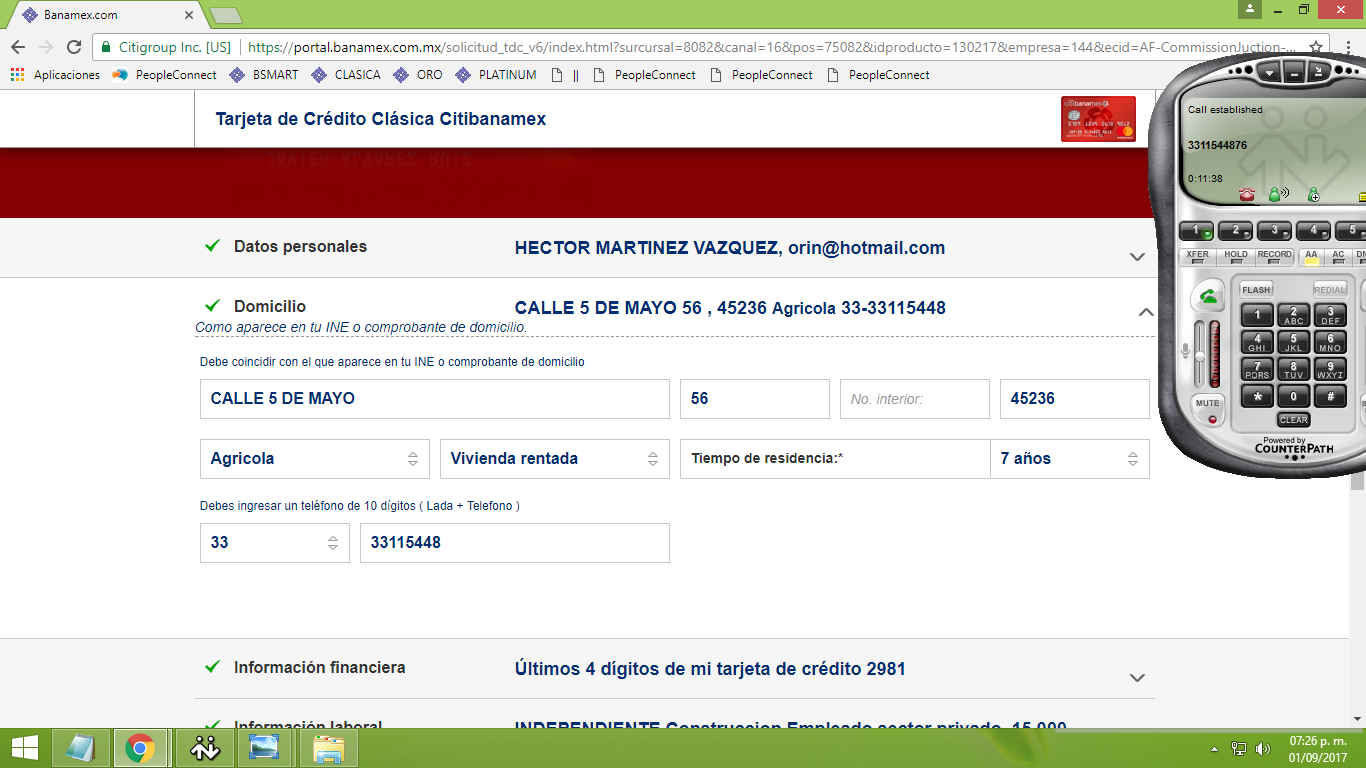 Banamex.com
Citigroup Inc. [US] https://portal.banamex.com.mx/solicitud_tdc_v6/index.html?surcursal=8082&canal=16&pos=75082&idproducto=130217&empresa=144&ecid=AF-CommissionJuction-...
Aplicaciones PeopleConnect BSMART CLASICA ORO PLATINUM || PeopleConnect PeopleConnect PeopleConnect
Tarjeta de Crédito Clásica Citibanamex
citibanamex
JAVIER ALVAREZ RUIZ
mastercard
JAVIER ALVAREZ RUIZ
Datos personales HECTOR MARTINEZ VAZQUEZ, orin@hotmail.com
Domicilio CALLE 5 DE MAYO 56 , 45236 Agricola 33-33115448
Como aparece en tu INE o comprobante de domicilio.
Debe coincidir con el que aparece en tu INE o comprobante de domicilio
CALLE 5 DE MAYO 56 No. interior: 45236
Agricola Vivienda rentada Tiempo de residencia:* 7 años
Debes ingresar un teléfono de 10 dígitos ( Lada + Telefono )
33 33115448
Información financiera Últimos 4 dígitos de mi tarjeta de crédito 2981
Información laboral INDEPENDIENTE Construccion Empleado sector privado, 15,000
Call established
3311544876
0:11:38
1 2 3 4 5
XFER HOLD RECORD AA AC DN
FLASH REDIAL
1 2 ABC 3 DEF
4 GHI 5 JKL 6 MNO
7 PQRS 8 TUV 9 WXYZ
* 0 #
MUTE
CLEAR
Powered by
COUNTERPATH
07:26 p. m.
01/09/2017